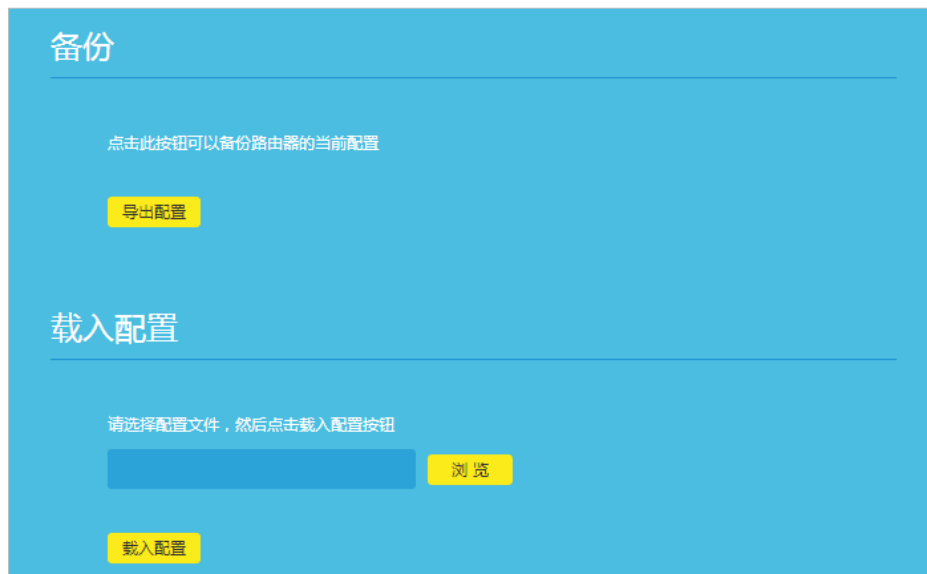 备份
点击此按钮可以备份路由器的当前配置
导出配置
载入配置
请选择配置文件，然后点击载入配置按钮
浏 览
载入配置